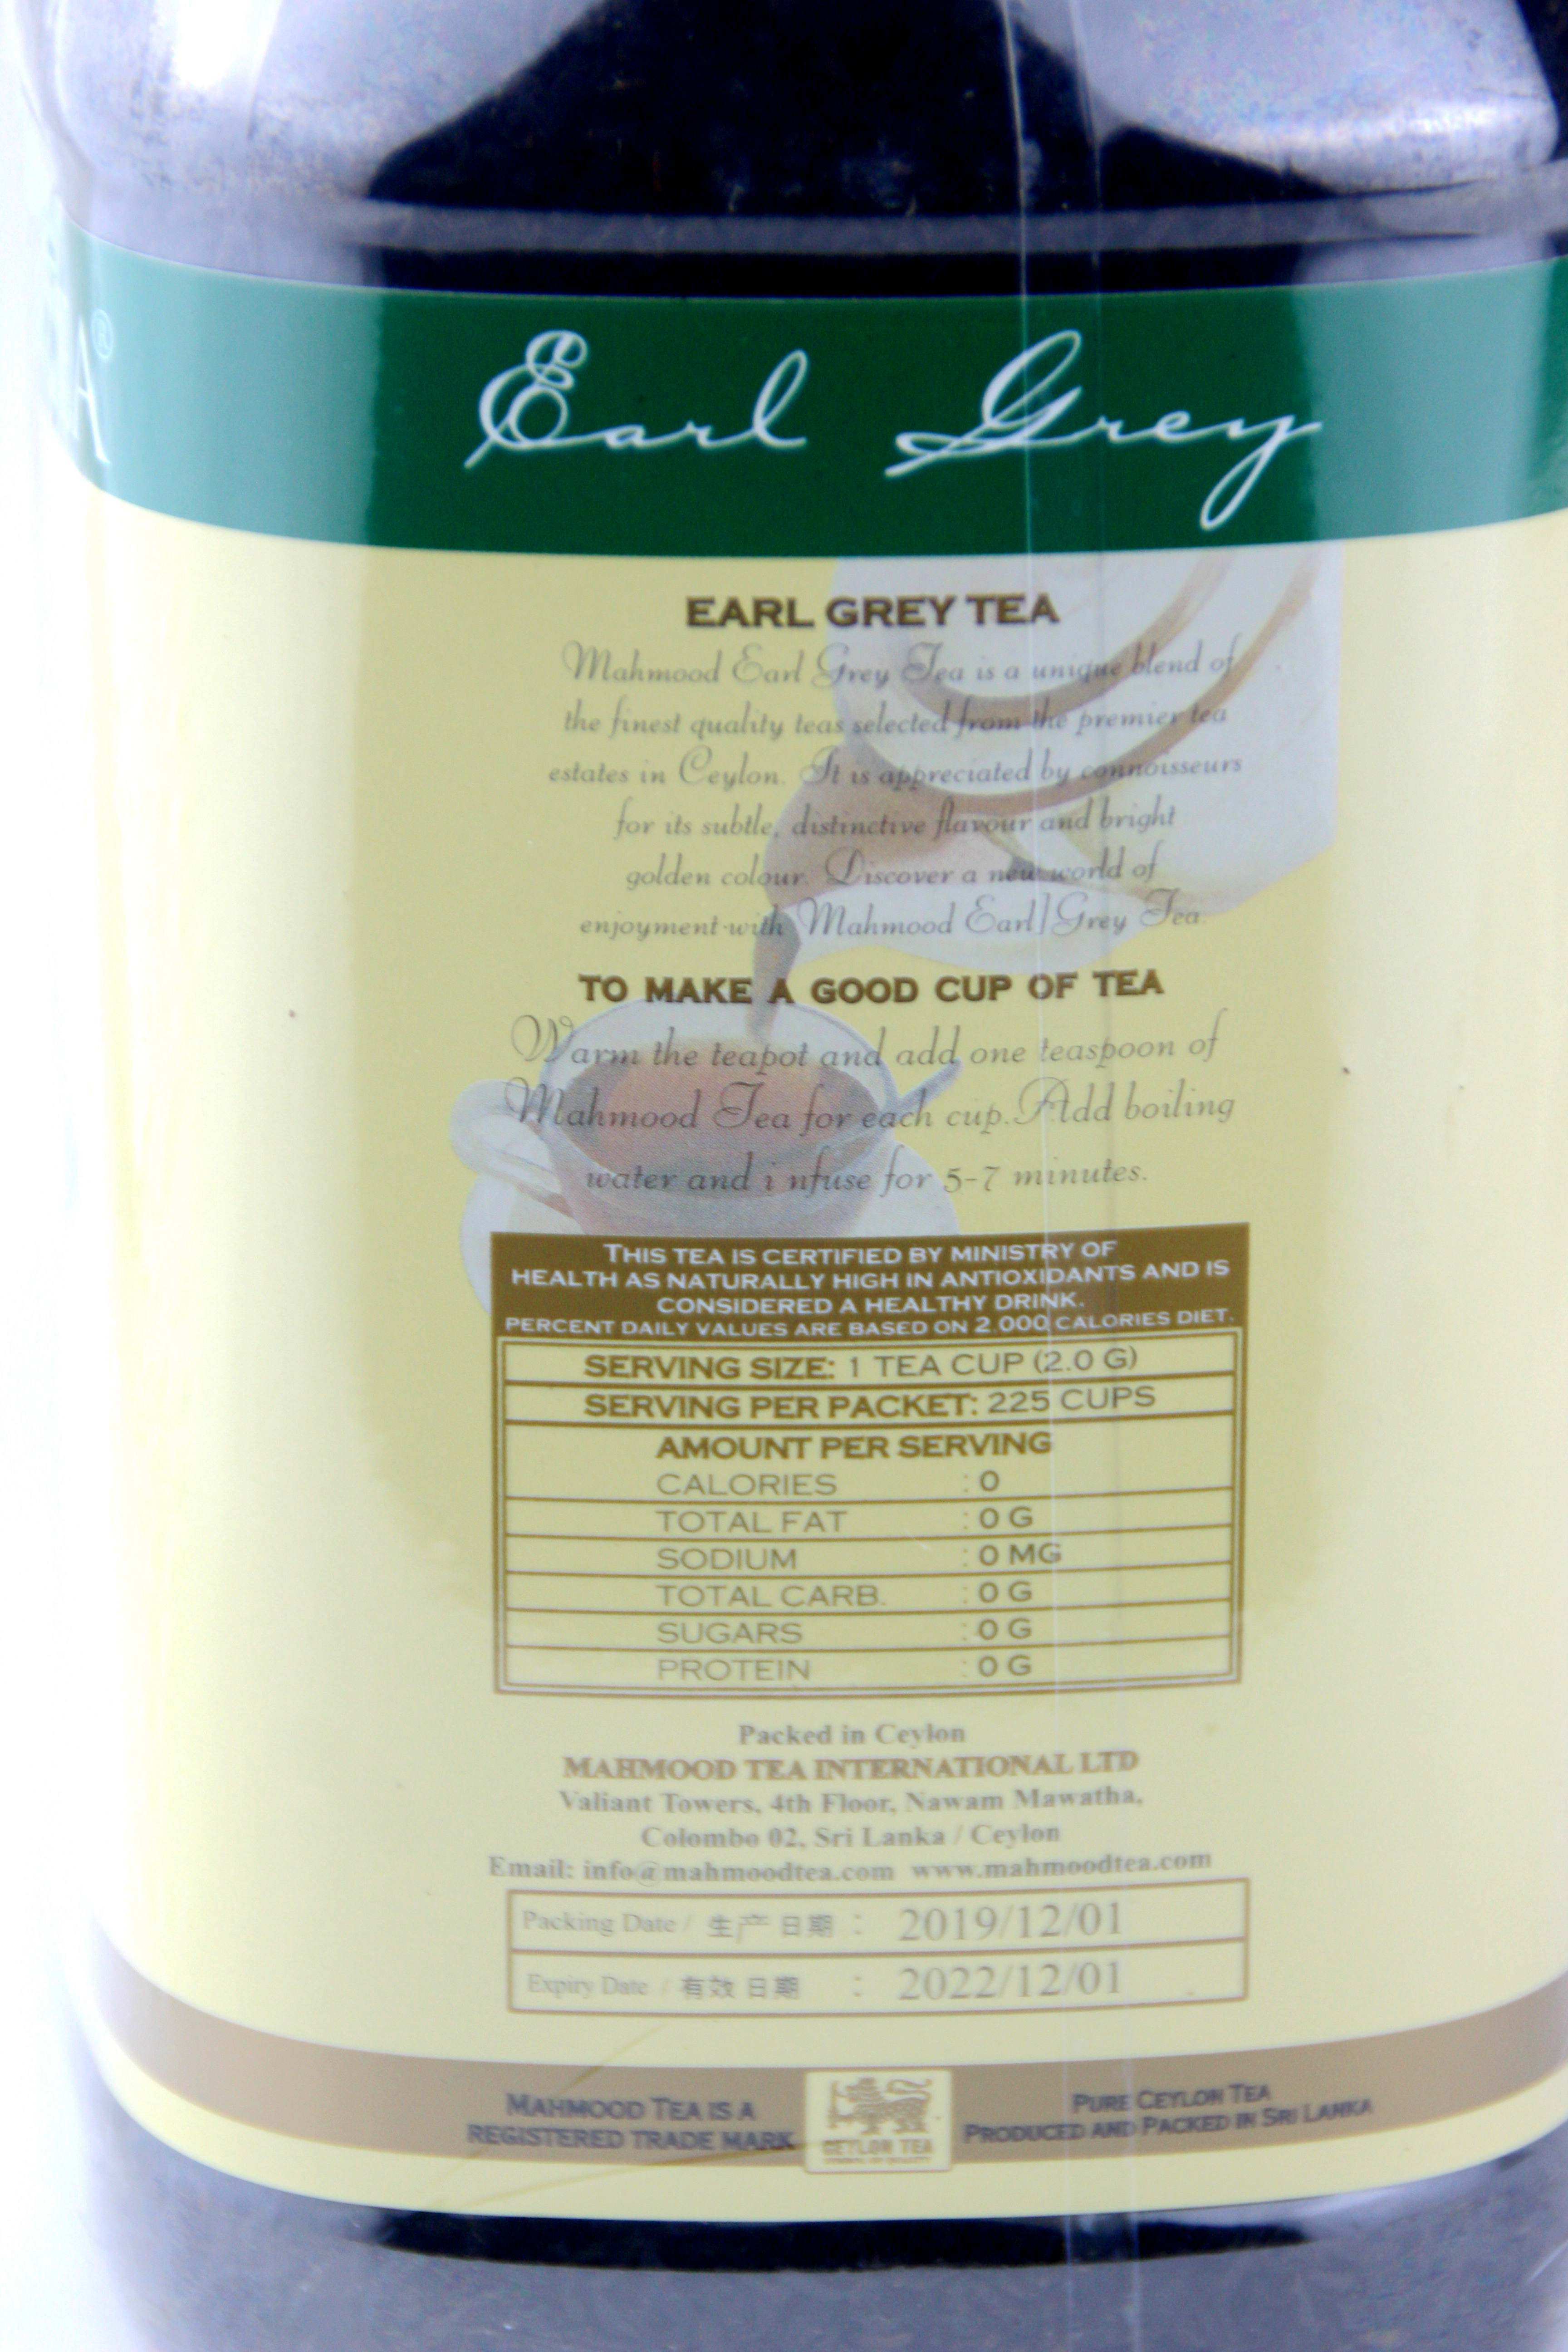 A®
Earl Grey
EARL GREY TEA
Mahmood Earl Grey Tea is a unique blend of
the finest quality teas selected from the premier tea
estates in Ceylon. It is appreciated by connoisseurs
for its subtle, distinctive flavour and bright
golden colour. Discover a new world of
enjoyment with Mahmood Earl] Grey Tea.
TO MAKE A GOOD CUP OF TEA
Warm the teapot and add one teaspoon of
Mahmood Tea for each cup. Add boiling
water and i nfuse for 5-7 minutes.
THIS TEA IS CERTIFIED BY MINISTRY OF
HEALTH AS NATURALLY HIGH IN ANTIOXIDANTS AND IS
CONSIDERED A HEALTHY DRINK.
PERCENT DAILY VALUES ARE BASED ON 2 000 CALORIES DIET.
SERVING SIZE: 1 TEA CUP (2.0 G)
SERVING PER PACKET: 225 CUPS
AMOUNT PER SERVING
CALORIES : 0
TOTAL FAT : 0 G
SODIUM : 0 MG
TOTAL CARB. : 0 G
SUGARS : 0 G
PROTEIN : 0 G
Packed in Ceylon
MAHMOOD TEA INTERNATIONAL LTD
Valiant Towers, 4th Floor, Nawam Mawatha,
Colombo 02, Sri Lanka / Ceylon
Email: info@mahmoodtea.com www.mahmoodtea.com
Packing Date / 生产日期 : 2019/12/01
Expiry Date / 有效日期 : 2022/12/01
MAHMOOD TEA IS A
REGISTERED TRADE MARK
CEYLON TEA
PURE CEYLON TEA
PRODUCED AND PACKED IN SRI LANKA